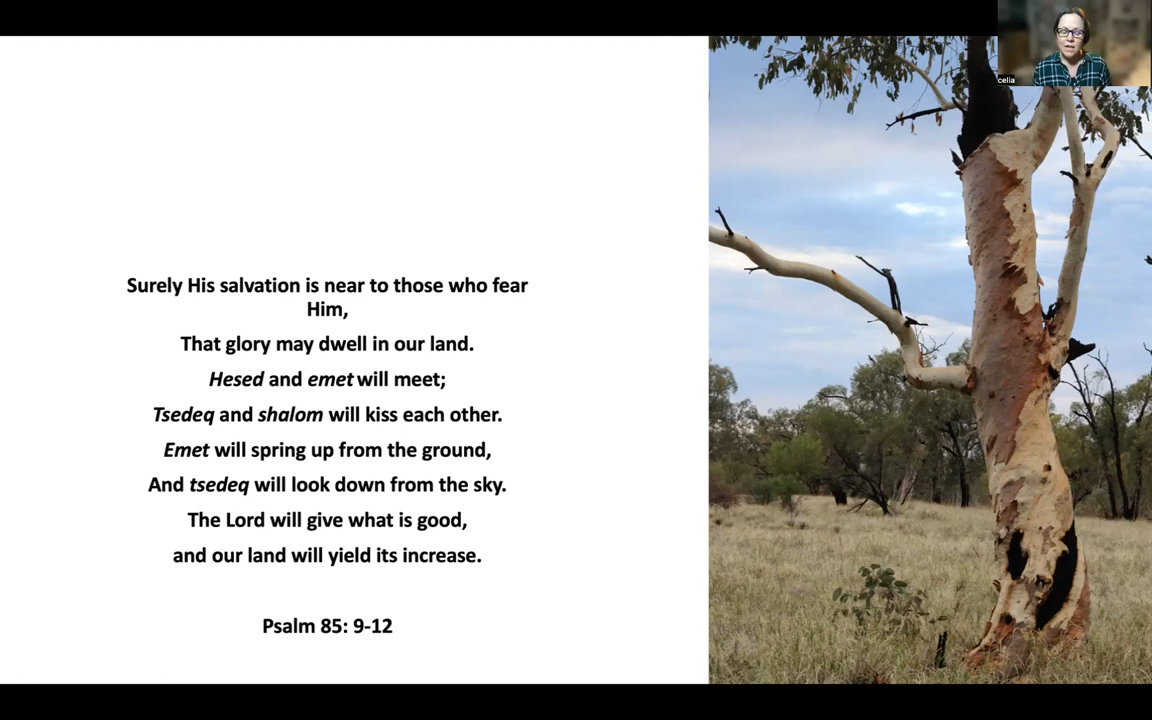 celia
Surely His salvation is near to those who fear
Him,
That glory may dwell in our land.
Hesed and emet will meet;
Tsedeq and shalom will kiss each other.
Emet will spring up from the ground,
And tsedeq will look down from the sky.
The Lord will give what is good,
and our land will yield its increase.
Psalm 85: 9-12